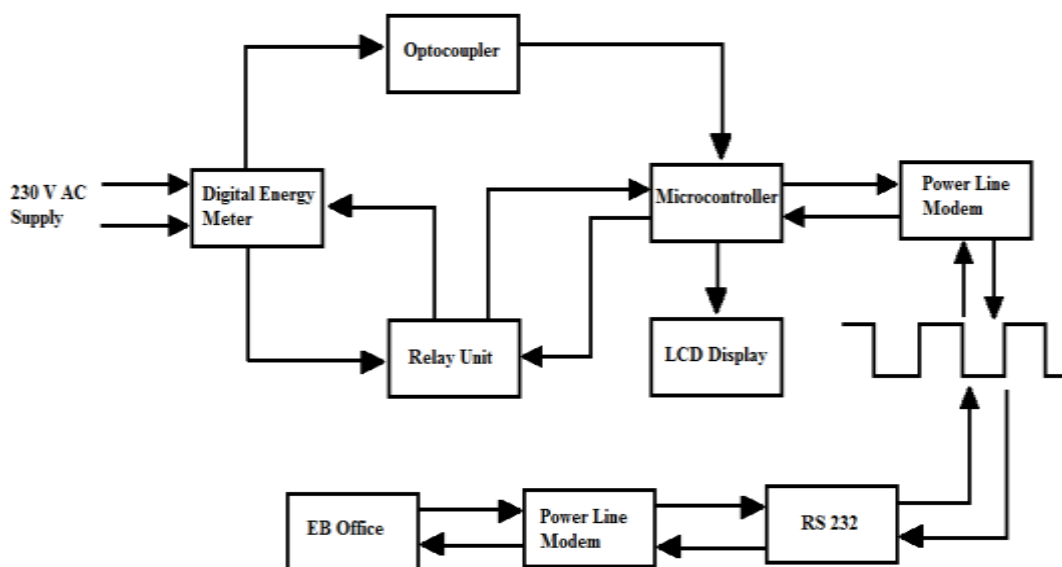 Optocoupler
230 V AC
Supply
Digital Energy
Meter
Microcontroller
Power Line
Modem
Relay Unit
LCD Display
EB Office
Power Line
Modem
RS 232